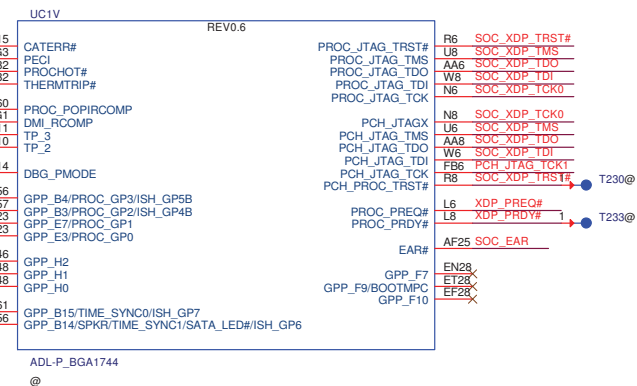 UC1V
REV0.6
CATERR#
PECI
PROCHOT#
THERMTRIP#
PROC_POPIRCOMP
DMI_RCOMP
TP_3
TP_2
DBG_PMODE
GPP_B4/PROC_GP3/ISH_GP5B
GPP_B3/PROC_GP2/ISH_GP4B
GPP_E7/PROC_GP1
GPP_E3/PROC_GP0
GPP_H2
GPP_H1
GPP_H0
GPP_B15/TIME_SYNC0/ISH_GP7
GPP_B14/SPKR/TIME_SYNC1/SATA_LED#/ISH_GP6
PROC_JTAG_TRST# R6 SOC_XDP_TRST#
PROC_JTAG_TMS U8 SOC_XDP_TMS
PROC_JTAG_TDO AA6 SOC_XDP_TDO
PROC_JTAG_TDI W8 SOC_XDP_TDI
PROC_JTAG_TCK N6 SOC_XDP_TCK0
PCH_JTAGX N8 SOC_XDP_TCK0
PCH_JTAG_TMS U6 SOC_XDP_TMS
PCH_JTAG_TDO AA8 SOC_XDP_TDO
PCH_JTAG_TDI W6 SOC_XDP_TDI
PCH_JTAG_TCK FB6 PCH_JTAG_TCK1
PCH_PROC_TRST# R8 SOC_XDP_TRST# 1 T230@
PROC_PREQ# L6 XDP_PREQ#
PROC_PRDY# L8 XDP_PRDY# 1 T233@
EAR# AF25 SOC_EAR
GPP_F7 EN28
GPP_F9/BOOTMPC ET28
GPP_F10 EF28
ADL-P_BGA1744
@